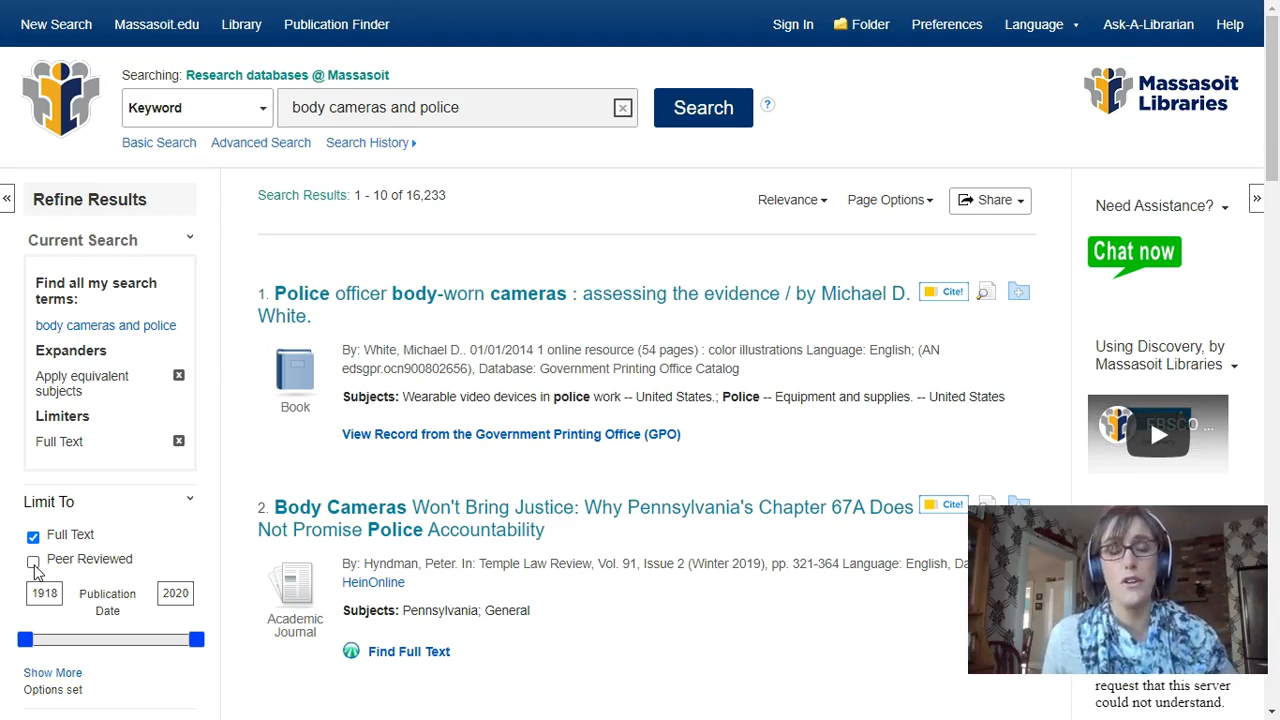 New Search Massasoit.edu Library Publication Finder Sign In Folder Preferences Language Ask-A-Librarian Help
Searching: Research databases @ Massasoit
Keyword body cameras and police Search ?
Basic Search Advanced Search Search History
Massasoit
Libraries
«
Refine Results
Current Search
Find all my search
terms:
body cameras and police
Expanders
Apply equivalent
subjects
Limiters
Full Text
Limit To
Full Text
Peer Reviewed
1918 Publication 2020
Date
Show More
Options set
Search Results: 1 - 10 of 16,233
Relevance Page Options Share
1. Police officer body-worn cameras : assessing the evidence / by Michael D.
White.
Cite!
By: White, Michael D.. 01/01/2014 1 online resource (54 pages) : color illustrations Language: English; (AN
edsgpr.ocn900802656), Database: Government Printing Office Catalog
Book
Subjects: Wearable video devices in police work -- United States.; Police -- Equipment and supplies. -- United States
View Record from the Government Printing Office (GPO)
2. Body Cameras Won't Bring Justice: Why Pennsylvania's Chapter 67A Does
Not Promise Police Accountability
Cite!
By: Hyndman, Peter. In: Temple Law Review, Vol. 91, Issue 2 (Winter 2019), pp. 321-364 Language: English,
HeinOnline
Academic
Journal
Subjects: Pennsylvania; General
Find Full Text
»
Need Assistance?
Chat now
Using Discovery, by
Massasoit Libraries
EBSCO ...
request that this server
could not understand.